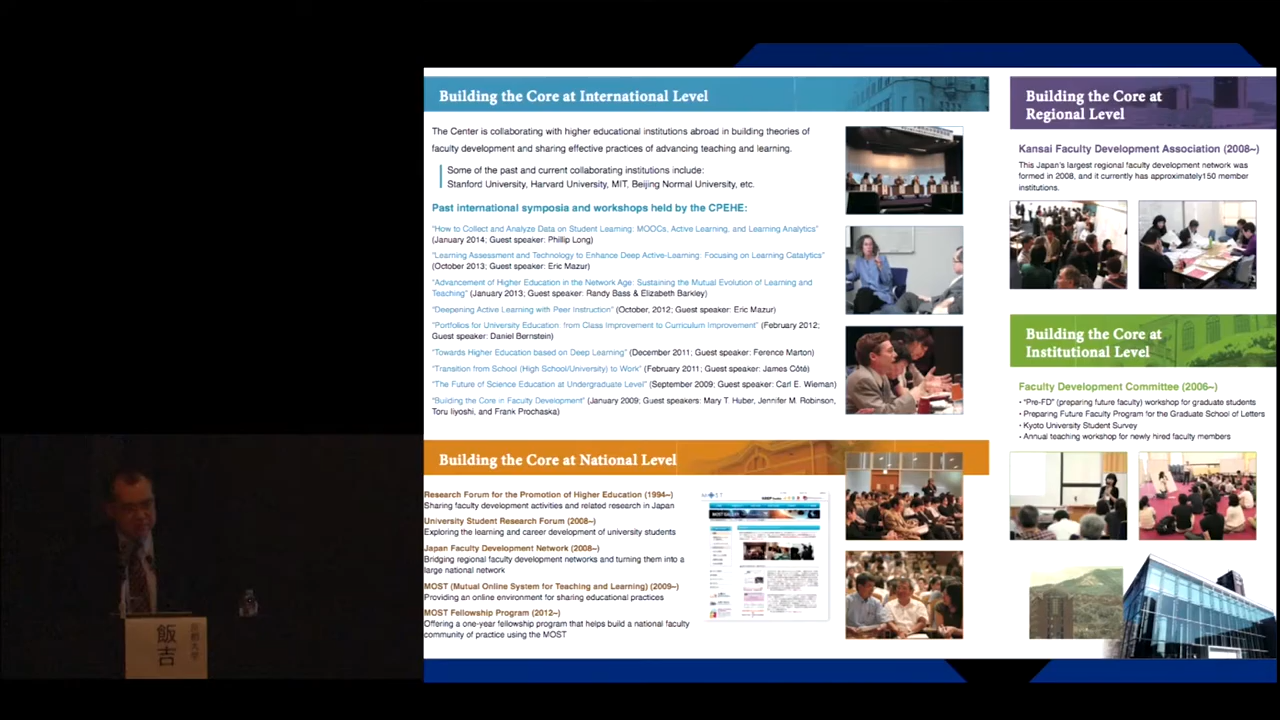 Building the Core at International Level
The Center is collaborating with higher educational institutions abroad in building theories of
faculty development and sharing effective practices of advancing teaching and learning.
Some of the past and current collaborating institutions include:
Stanford University, Harvard University, MIT, Beijing Normal University, etc.
Past international symposia and workshops held by the CPEHE:
"How to Collect and Analyze Data on Student Learning: MOOCs, Active Learning, and Learning Analytics"
(January 2014; Guest speaker: Phillip Long)
"Learning Assessment and Technology to Enhance Deep Active-Learning: Focusing on Learning Catalytics"
(October 2013; Guest speaker: Eric Mazur)
"Advancement of Higher Education in the Network Age: Sustaining the Mutual Evolution of Learning and
Teaching" (January 2013; Guest speaker: Randy Bass & Elizabeth Barkley)
"Deepening Active Learning with Peer Instruction" (October, 2012; Guest speaker: Eric Mazur)
"Portfolios for University Education: from Class Improvement to Curriculum Improvement" (February 2012;
Guest speaker: Daniel Bernstein)
"Towards Higher Education based on Deep Learning" (December 2011; Guest speaker: Ference Marton)
"Transition from School (High School/University) to Work" (February 2011; Guest speaker: James Côté)
"The Future of Science Education at Undergraduate Level" (September 2009; Guest speaker: Carl E. Wieman)
"Building the Core in Faculty Development" (January 2009; Guest speakers: Mary T. Huber, Jennifer M. Robinson,
Toru Iiyoshi, and Frank Prochaska)
Building the Core at National Level
Research Forum for the Promotion of Higher Education (1994~)
Sharing faculty development activities and related research in Japan
University Student Research Forum (2008~)
Exploring the learning and career development of university students
Japan Faculty Development Network (2008~)
Bridging regional faculty development networks and turning them into a
large national network
MOST (Mutual Online System for Teaching and Learning) (2009~)
Providing an online environment for sharing educational practices
MOST Fellowship Program (2012~)
Offering a one-year fellowship program that helps build a national faculty
community of practice using the MOST
Building the Core at
Regional Level
Kansai Faculty Development Association (2008~)
This Japan's largest regional faculty development network was
formed in 2008, and it currently has approximately150 member
institutions.
Building the Core at
Institutional Level
Faculty Development Committee (2006~)
• "Pre-FD" (preparing future faculty) workshop for graduate students
• Preparing Future Faculty Program for the Graduate School of Letters
• Kyoto University Student Survey
• Annual teaching workshop for newly hired faculty members
飯吉